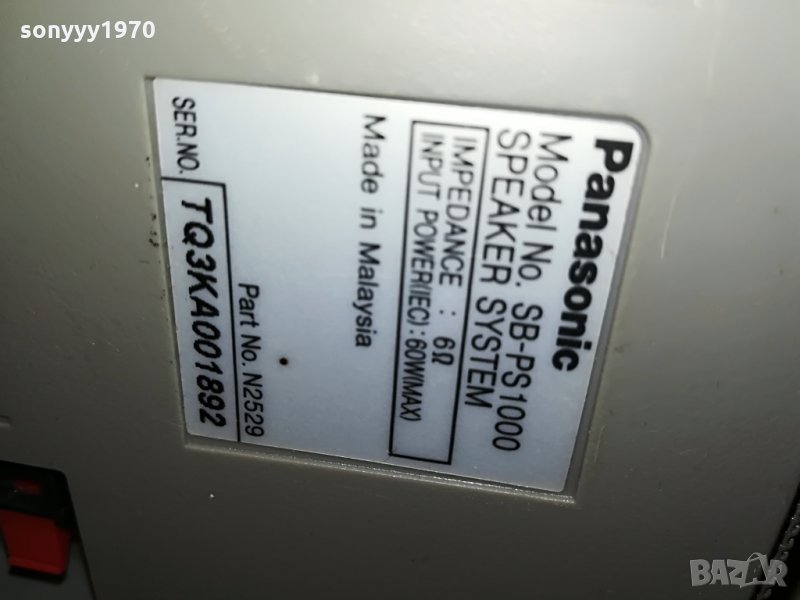 sonyyy1970
Panasonic
Model No. SB-PS1000
SPEAKER SYSTEM
IMPEDANCE : 6Ω
INPUT POWER(IEC) : 60W(MAX)
Made in Malaysia
Part No. N2529
SER.NO. TQ3KA001892
BAZAR